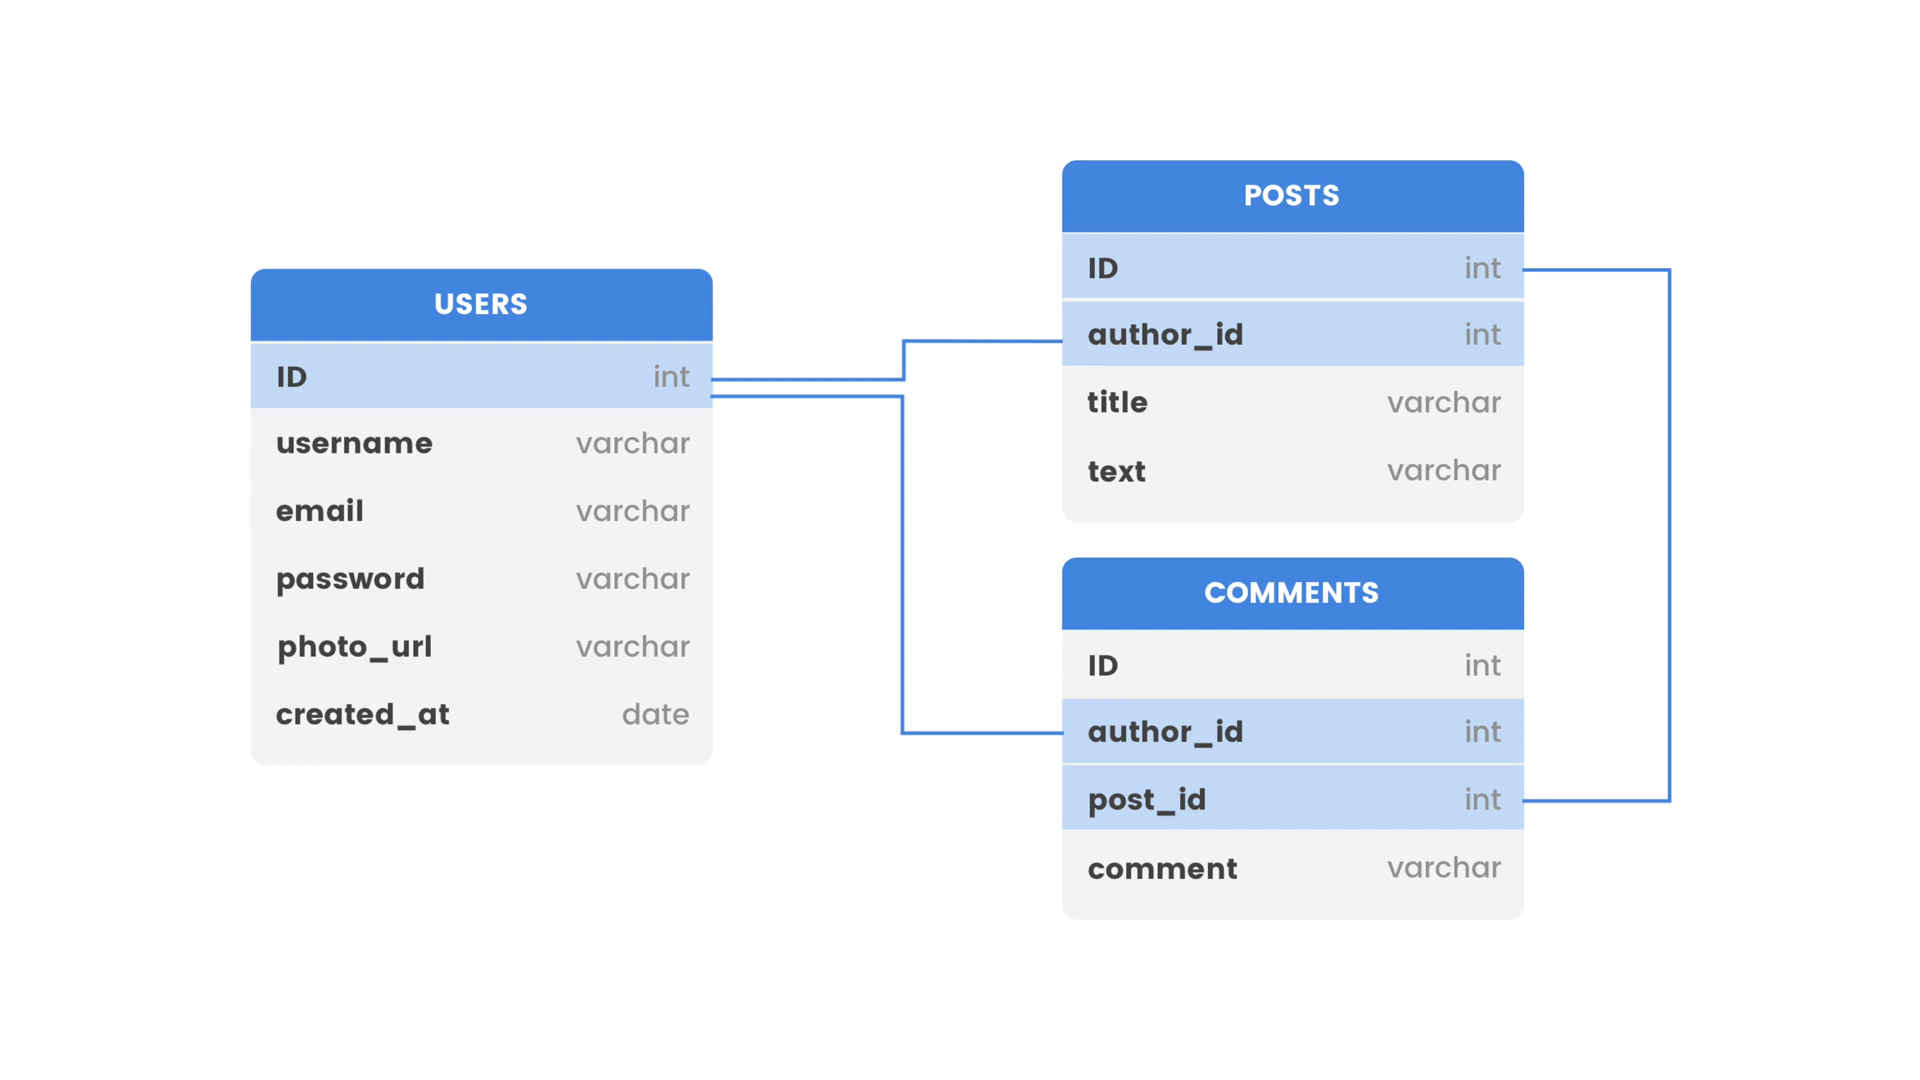 USERS
ID int
username varchar
email varchar
password varchar
photo_url varchar
created_at date
POSTS
ID int
author_id int
title varchar
text varchar
COMMENTS
ID int
author_id int
post_id int
comment varchar